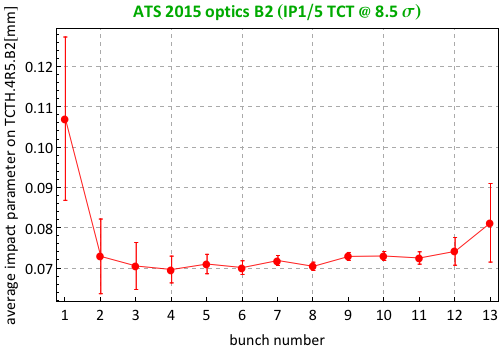 ATS 2015 optics B2 (IP1/5 TCT @ 8.5 σ)
average impact parameter on TCTH.4R5.B2[mm]
0.12
0.11
0.10
0.09
0.08
0.07
1 2 3 4 5 6 7 8 9 10 11 12 13
bunch number